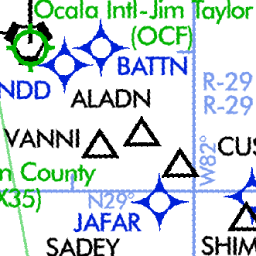 Ocala Intl-Jim Taylor
(OCF)
BATTN
NDD
R-29
R-29
ALADN
VANNI
CUS
W82°
n County
X35)
N29°
JAFAR
SADEY
SHIM